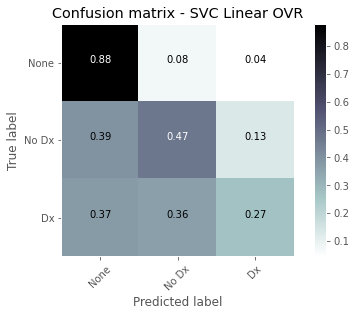 Confusion matrix - SVC Linear OVR
True label
None 0.88 0.08 0.04
No Dx 0.39 0.47 0.13
Dx 0.37 0.36 0.27
None No Dx Dx
Predicted label
0.8
0.7
0.6
0.5
0.4
0.3
0.2
0.1